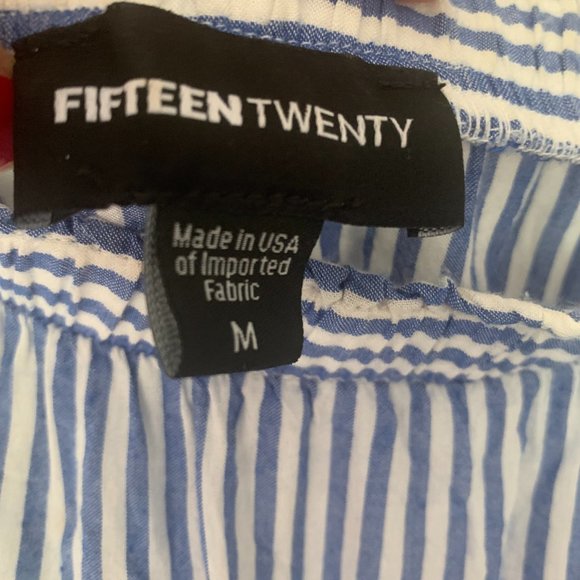 FIFTEEN TWENTY
Made in USA
of Imported
Fabric
M